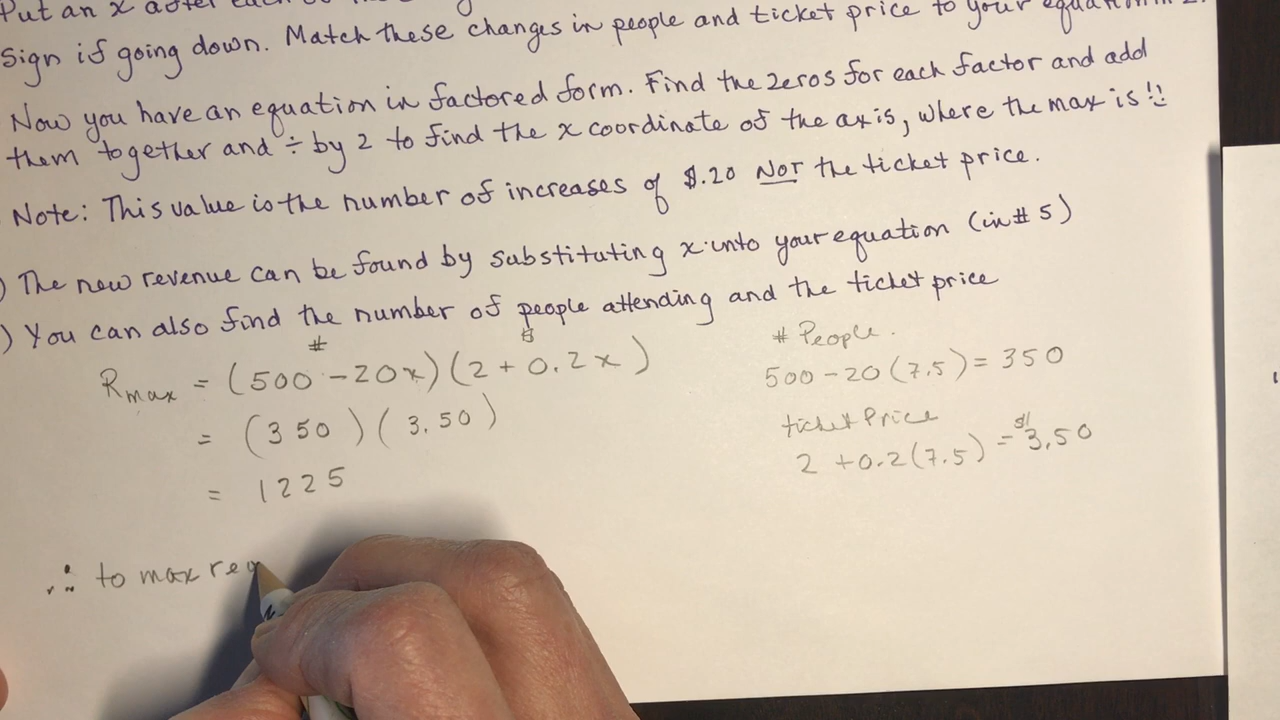 Put an x
Sign if going down. Match these changes in people and ticket price to your
Now you have an equation in factored form. Find the zeros for each factor and add
them together and ÷ by 2 to find the x coordinate of the axis, where the max is!!
Note: This value is the number of increases of $.20 NOT the ticket price.
) The new revenue can be found by substituting x into your equation (in # 5)
) You can also find the number of people attending and the ticket price
# $
Rmax = (500 - 20x)(2 + 0.2x)
= (350)(3.50)
= 1225
# People.
500 - 20(7.5) = 350
ticket Price
2 + 0.2(7.5) = $3.50
∴ to max rev